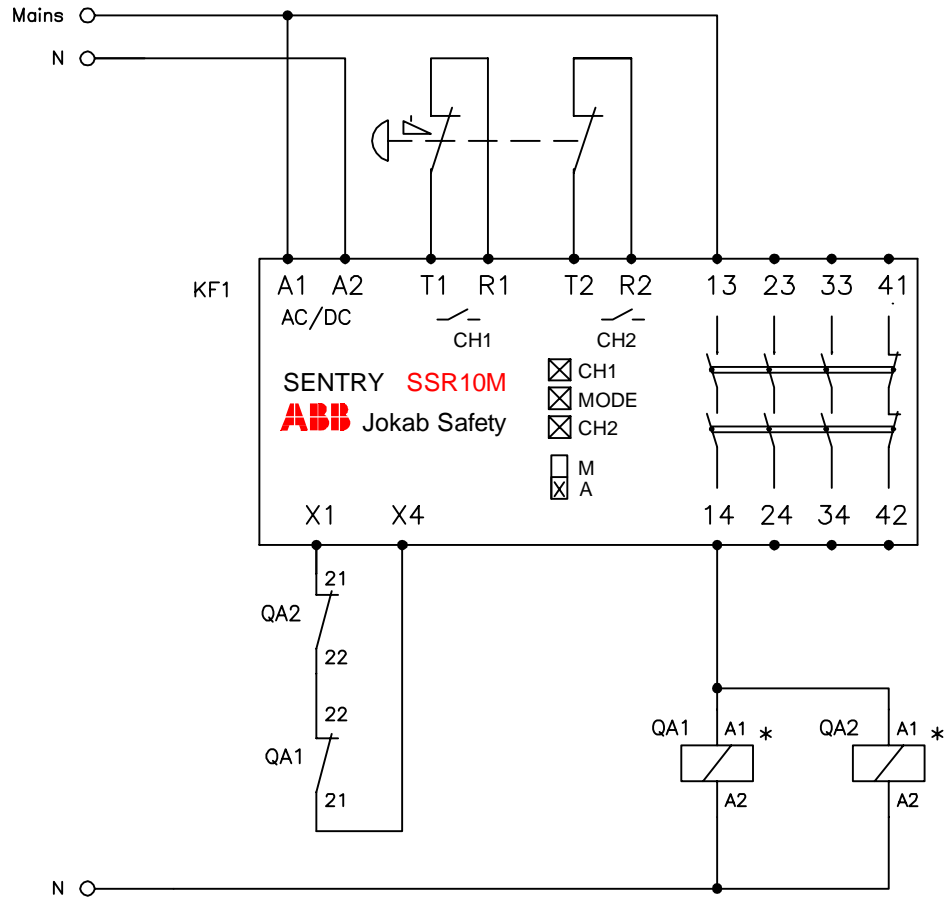 Mains
N
KF1
A1 A2 T1 R1 T2 R2 13 23 33 41
AC/DC
CH1
CH2
SENTRY SSR10M
ABB Jokab Safety
CH1
MODE
CH2
M
A
X1 X4 14 24 34 42
21
QA2
22
22
QA1
21
QA1 A1 *
A2
QA2 A1 *
A2
N